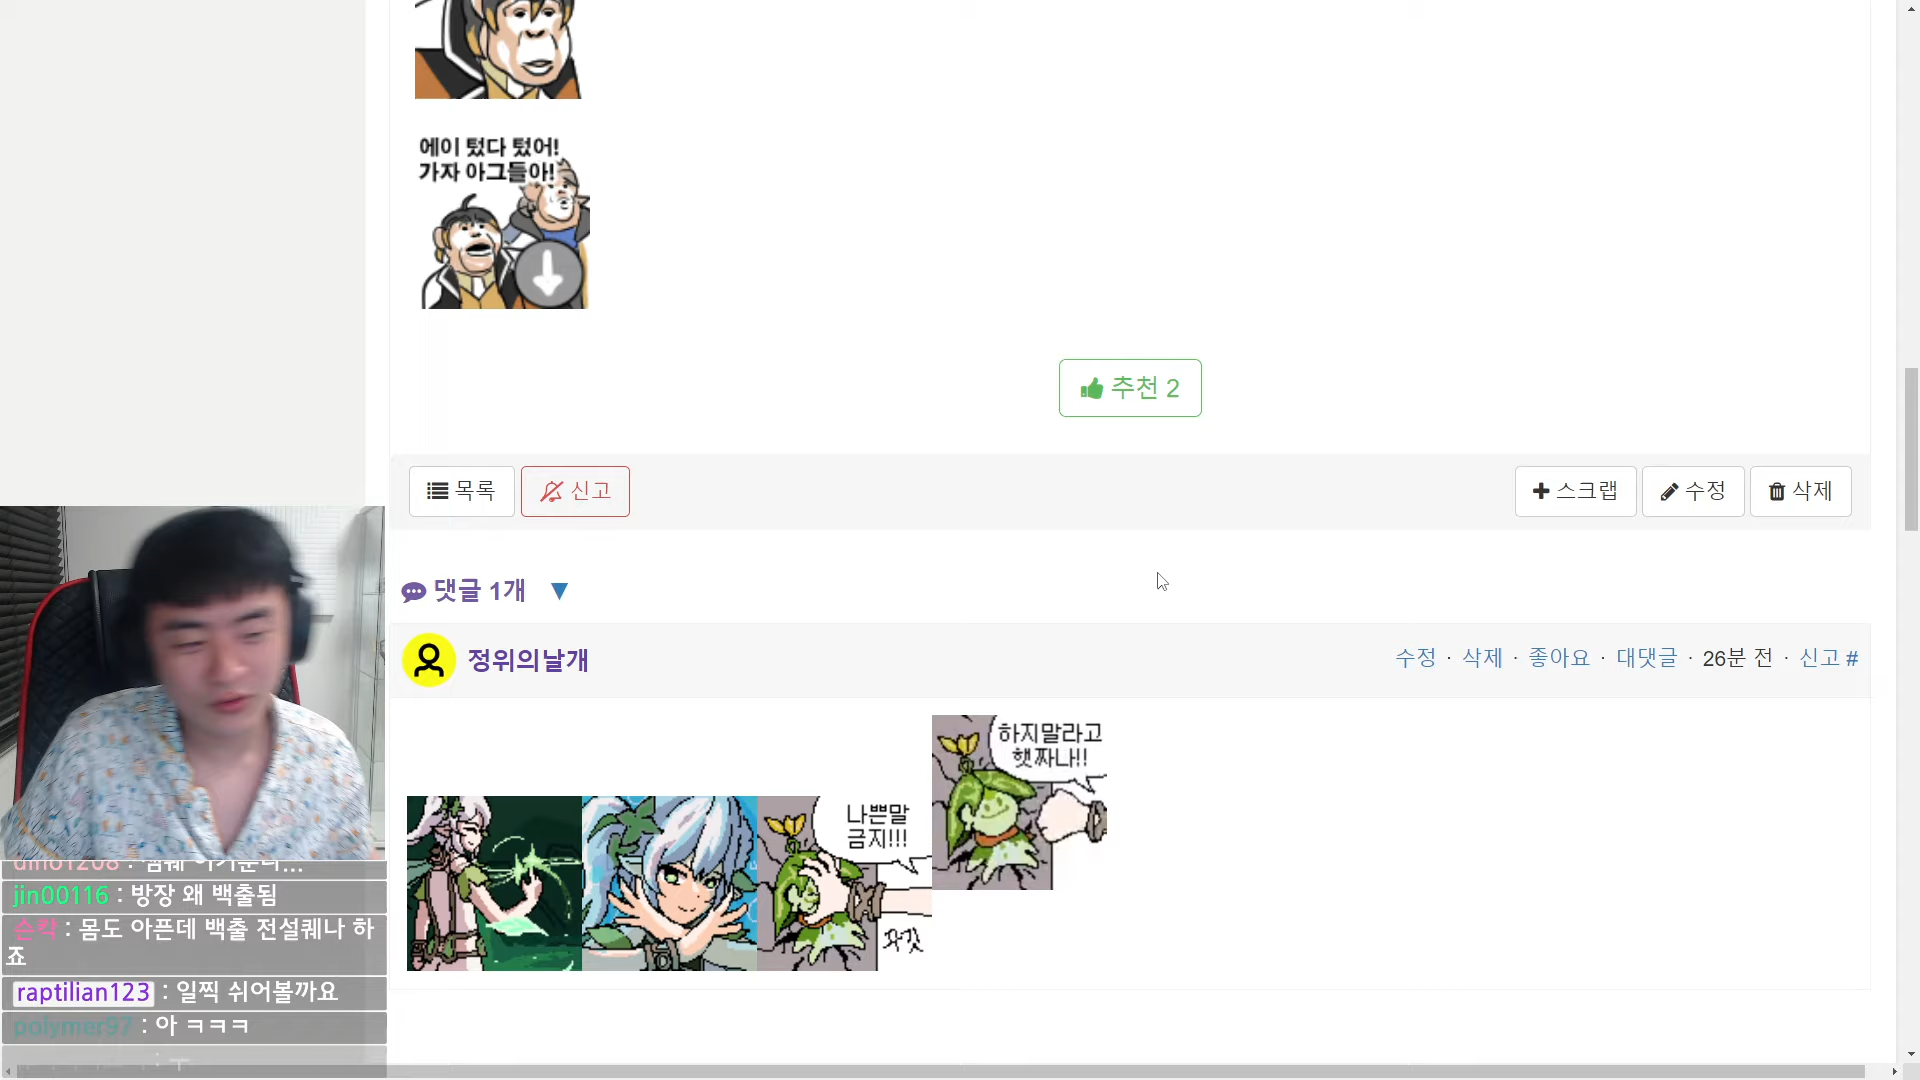 에이 텄다 텄어!
가자 아그들아!
추천 2
목록
신고
스크랩
수정
삭제
댓글 1개 ▼
정위의날개
수정 · 삭제 · 좋아요 · 대댓글 · 26분 전 · 신고 #
하지말라고
햇짜나!!
나쁜말
금지!!!
jin00116 : 방장 왜 백출됨
슨칵 : 몸도 아픈데 백출 전설퀘나 하
죠
raptilian123 : 일찍 쉬어볼까요
polymer97 : 아 ㅋㅋㅋ